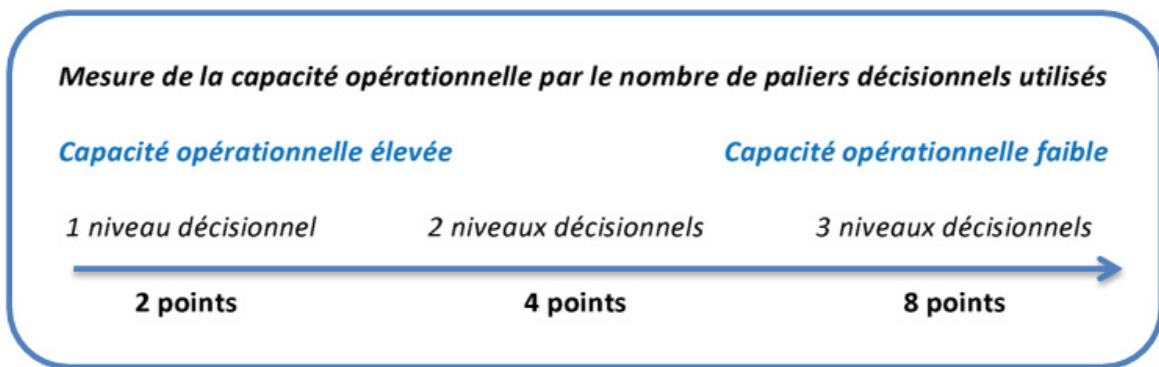 Mesure de la capacité opérationnelle par le nombre de paliers décisionnels utilisés
Capacité opérationnelle élevée Capacité opérationnelle faible
1 niveau décisionnel 2 niveaux décisionnels 3 niveaux décisionnels
2 points 4 points 8 points